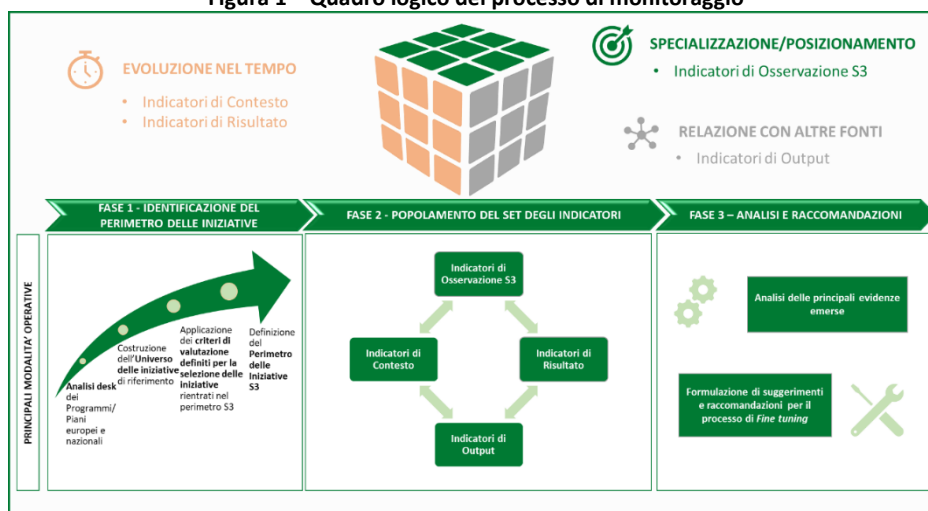 Figura 1 – Quadro logico del processo di monitoraggio
EVOLUZIONE NEL TEMPO
• Indicatori di Contesto
• Indicatori di Risultato
SPECIALIZZAZIONE/POSIZIONAMENTO
• Indicatori di Osservazione S3
RELAZIONE CON ALTRE FONTI
• Indicatori di Output
FASE 1 - IDENTIFICAZIONE DEL
PERIMETRO DELLE INIZIATIVE
FASE 2 - POPOLAMENTO DEL SET DEGLI INDICATORI
FASE 3 – ANALISI E RACCOMANDAZIONI
PRINCIPALI MODALITA' OPERATIVE
Analisi desk
dei
Programmi/
Piani
europei e
nazionali
Costruzione
dell'Universo
delle iniziative
di riferimento
Applicazione
dei criteri di
valutazione
definiti per la
selezione delle
iniziative
rientrati nel
perimetro S3
Definizione
del
Perimetro
delle
Iniziative
S3
Indicatori di
Osservazione S3
Indicatori di
Contesto
Indicatori di
Risultato
Indicatori di
Output
Analisi delle principali evidenze
emerse
Formulazione di suggerimenti
e raccomandazioni per il
processo di Fine tuning